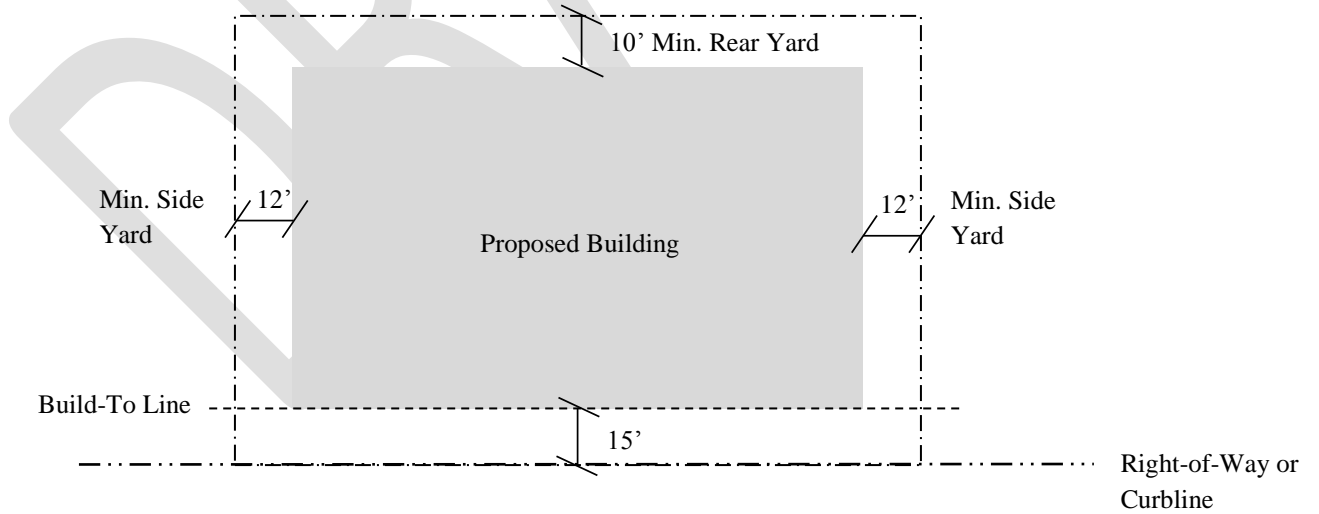 10’ Min. Rear Yard
Min. Side
Yard
12’
12’
Min. Side
Yard
Proposed Building
Build-To Line
15’
Right-of-Way or
Curbline